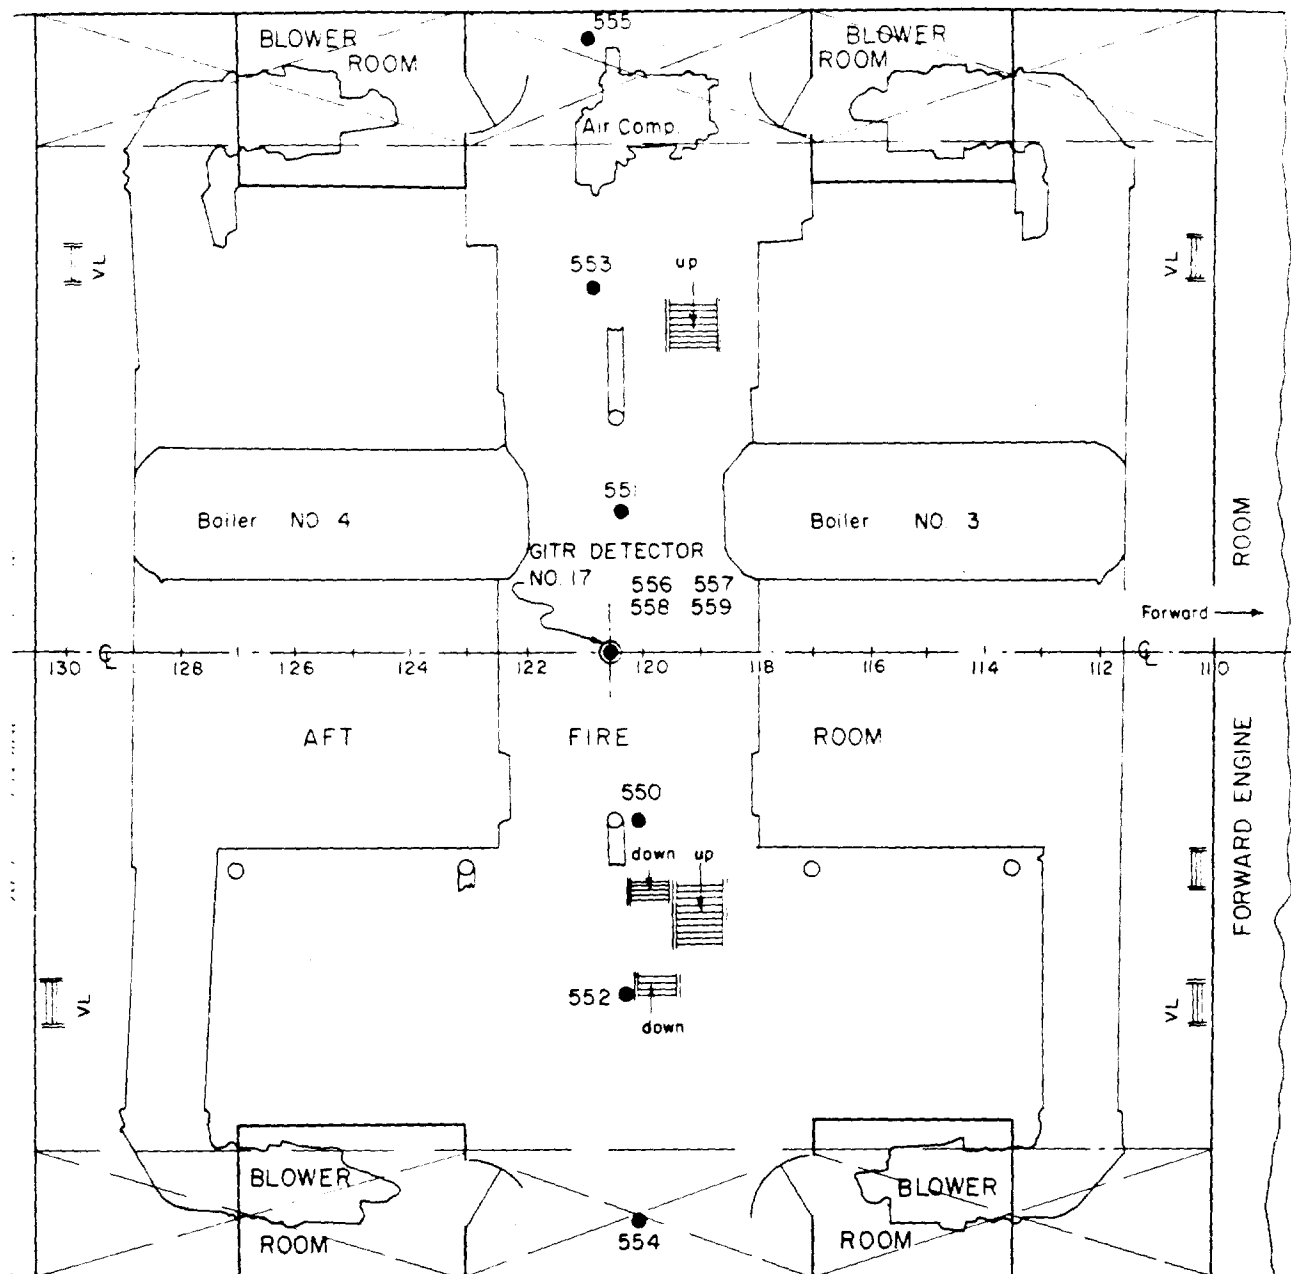 555
BLOWER
ROOM
BLOWER
ROOM
Air Comp.
553
up
VL
VL
551
Boiler NO 4
Boiler NO. 3
ROOM
GITR DETECTOR
NO. 17
556 557
558 559
Forward
℄
℄
130 128 126 124 122 120 118 116 114 112 110
AFT FIRE ROOM
FORWARD ENGINE
550
down up
552
VL
VL
down
BLOWER
ROOM
BLOWER
ROOM
554